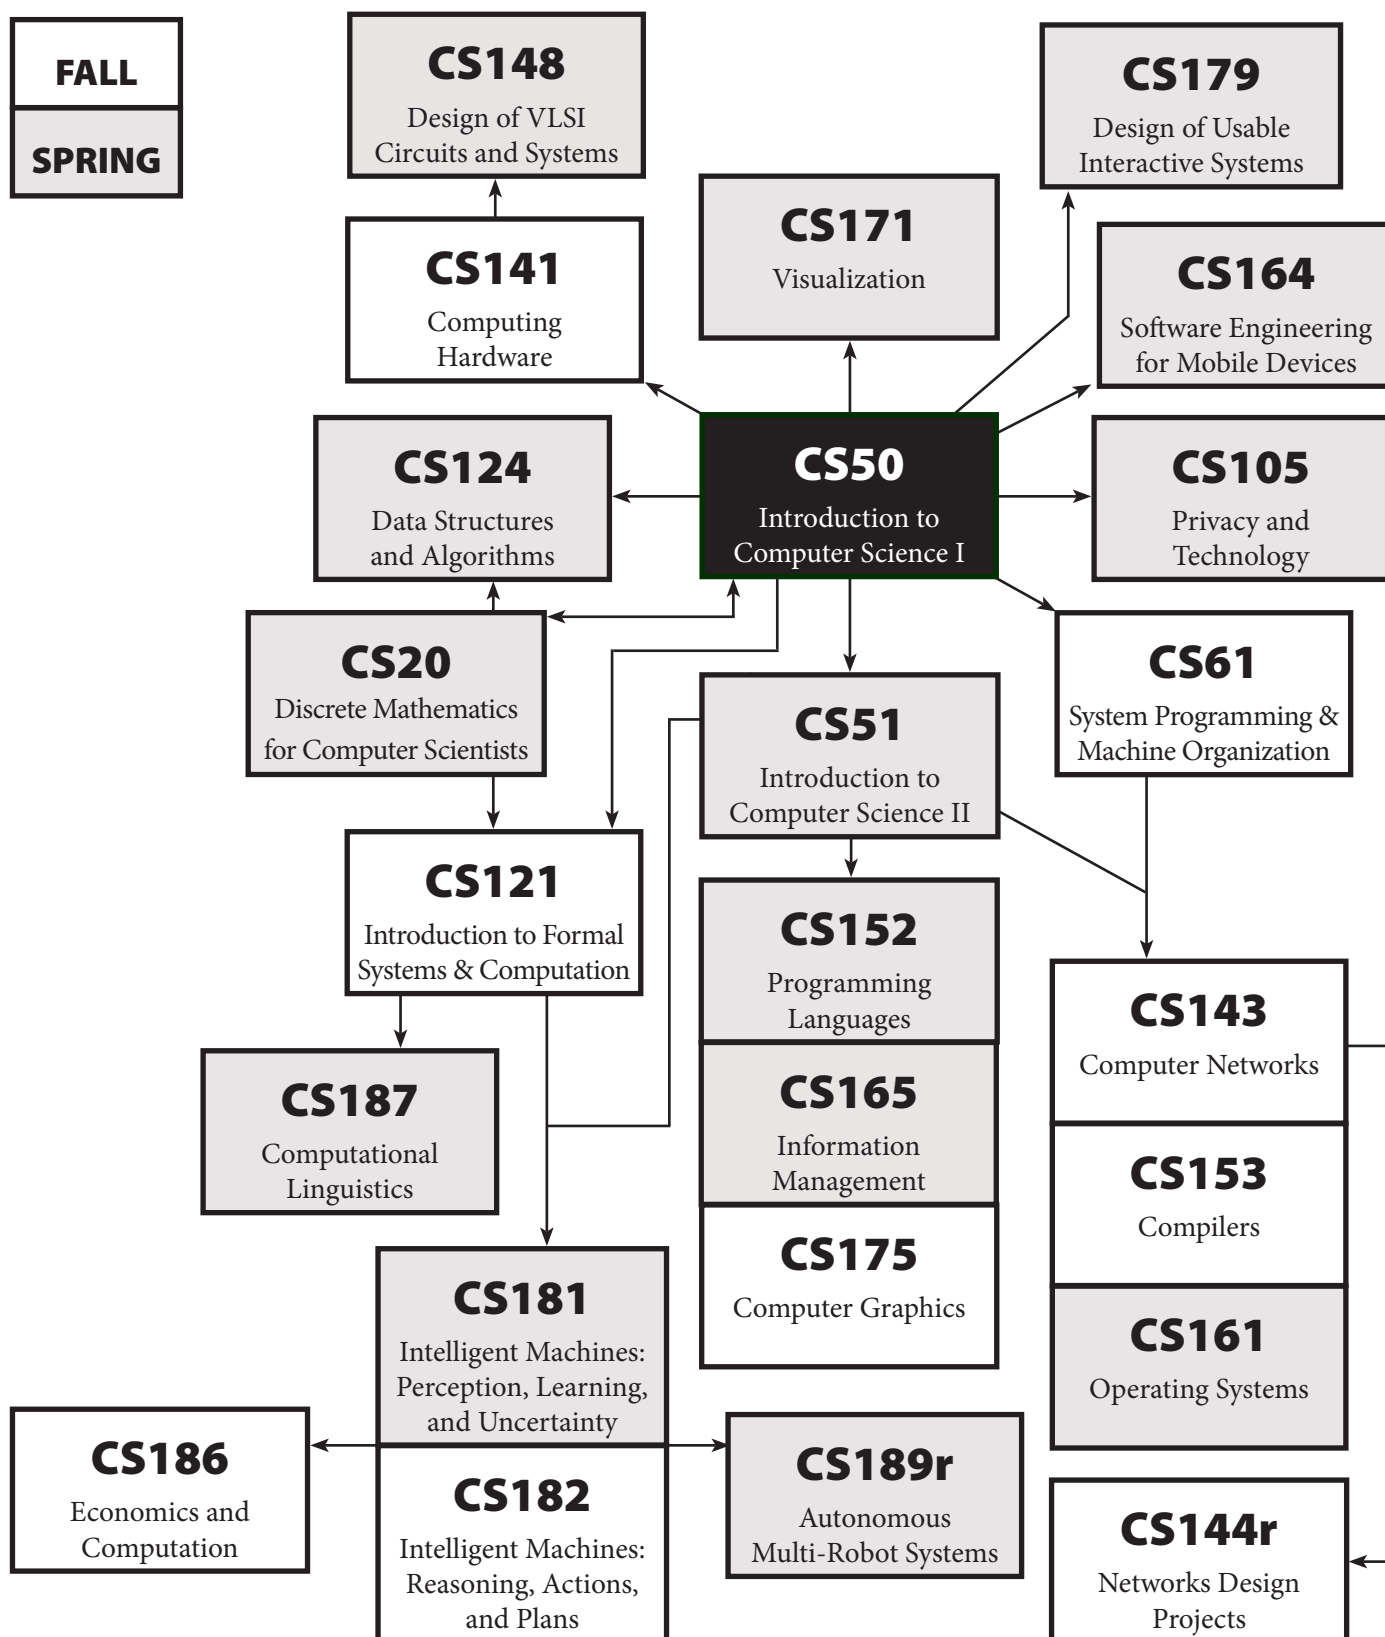 FALL
SPRING
CS148
Design of VLSI
Circuits and Systems
CS179
Design of Usable
Interactive Systems
CS171
Visualization
CS141
Computing
Hardware
CS164
Software Engineering
for Mobile Devices
CS124
Data Structures
and Algorithms
CS50
Introduction to
Computer Science I
CS105
Privacy and
Technology
CS20
Discrete Mathematics
for Computer Scientists
CS51
Introduction to
Computer Science II
CS61
System Programming &
Machine Organization
CS121
Introduction to Formal
Systems & Computation
CS152
Programming
Languages
CS143
Computer Networks
CS187
Computational
Linguistics
CS165
Information
Management
CS153
Compilers
CS175
Computer Graphics
CS181
Intelligent Machines:
Perception, Learning,
and Uncertainty
CS161
Operating Systems
CS186
Economics and
Computation
CS182
Intelligent Machines:
Reasoning, Actions,
and Plans
CS189r
Autonomous
Multi-Robot Systems
CS144r
Networks Design
Projects